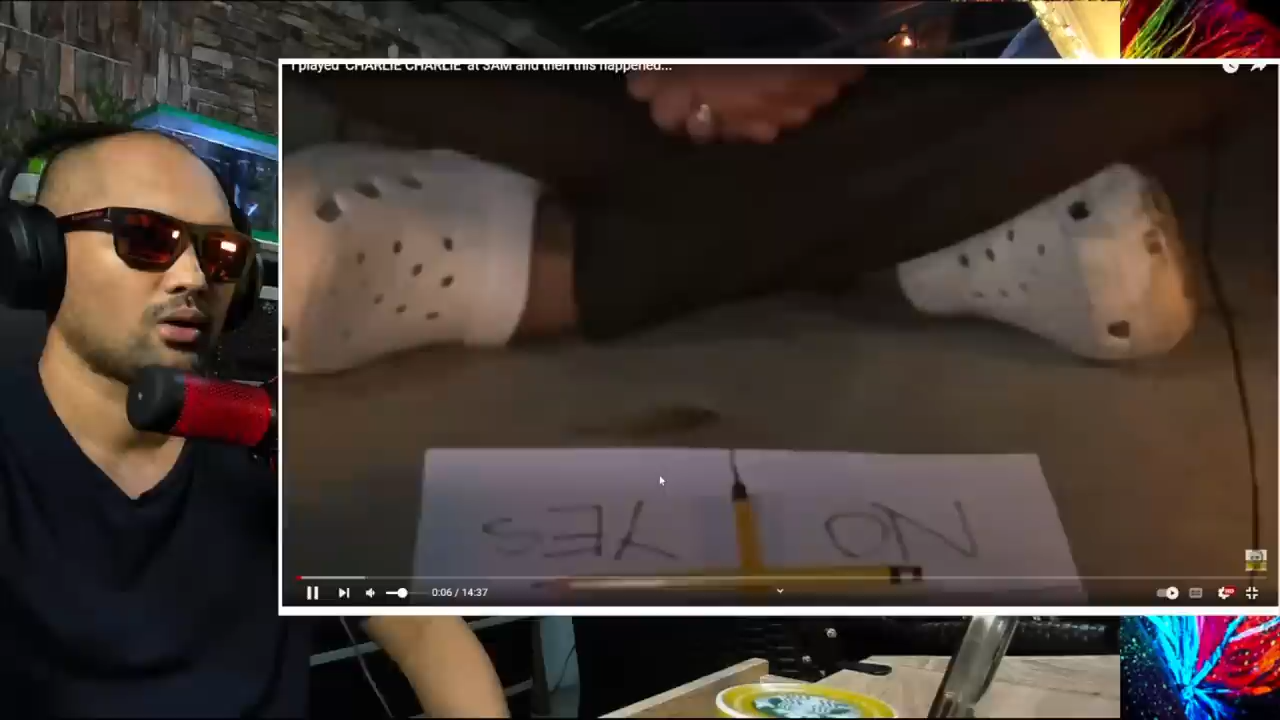 I played 'CHARLIE CHARLIE' at 3AM and then this happened...
YES NO
0:06 / 14:37